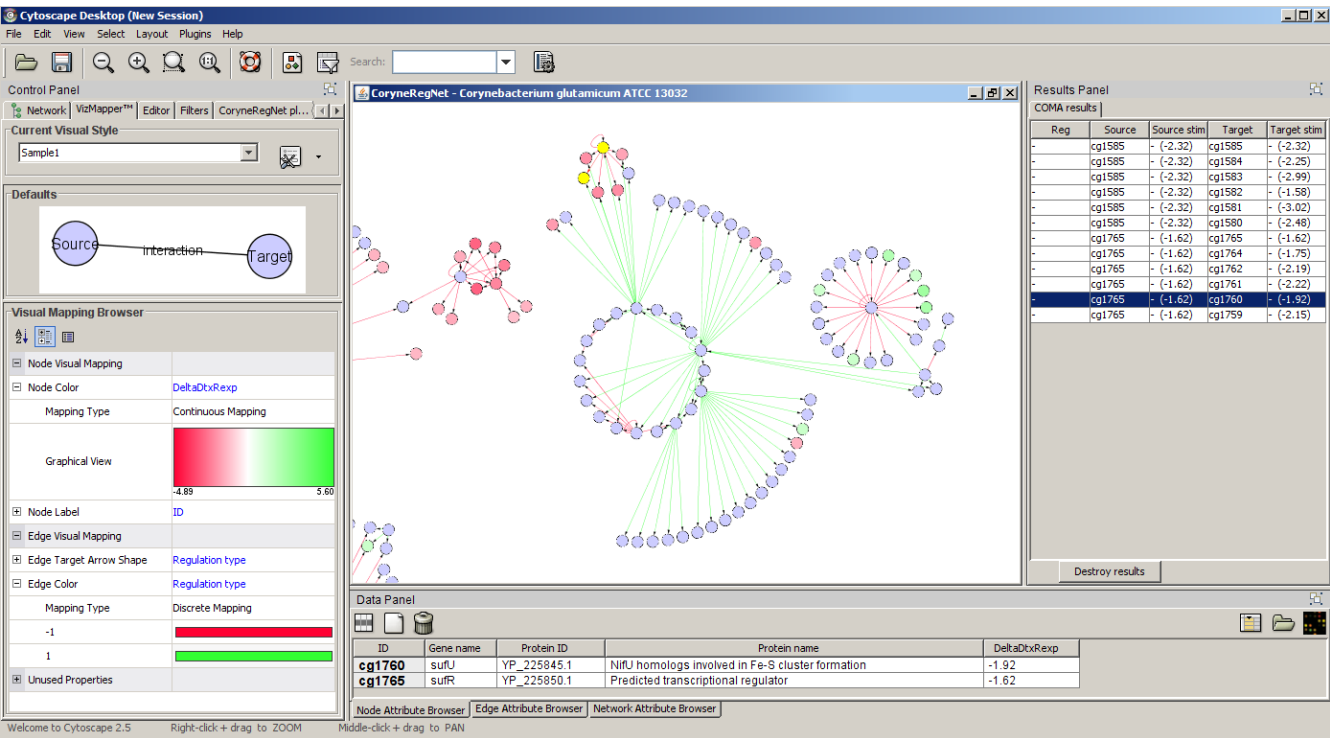 Cytoscape Desktop (New Session)
File Edit View Select Layout Plugins Help
1:1 Search:
Control Panel
Network VizMapper™ Editor Filters CoryneRegNet pl...
Current Visual Style
Sample1
Defaults
Source interaction Target
Visual Mapping Browser
Node Visual Mapping
Node Color DeltaDtxRexp
Mapping Type Continuous Mapping
Graphical View
-4.89 5.60
Node Label ID
Edge Visual Mapping
Edge Target Arrow Shape Regulation type
Edge Color Regulation type
Mapping Type Discrete Mapping
-1
1
Unused Properties
CoryneRegNet - Corynebacterium glutamicum ATCC 13032
Results Panel
COMA results
Reg Source Source stim Target Target stim
- cg1585 - (-2.32) cg1585 - (-2.32)
- cg1585 - (-2.32) cg1584 - (-2.25)
- cg1585 - (-2.32) cg1583 - (-2.99)
- cg1585 - (-2.32) cg1582 - (-1.58)
- cg1585 - (-2.32) cg1581 - (-3.02)
- cg1585 - (-2.32) cg1580 - (-2.48)
- cg1765 - (-1.62) cg1765 - (-1.62)
- cg1765 - (-1.62) cg1764 - (-1.75)
- cg1765 - (-1.62) cg1762 - (-2.19)
- cg1765 - (-1.62) cg1761 - (-2.22)
- cg1765 - (-1.62) cg1760 - (-1.92)
- cg1765 - (-1.62) cg1759 - (-2.15)
Destroy results
Data Panel
ID Gene name Protein ID Protein name DeltaDtxRexp
cg1760 sufU YP_225845.1 NifU homologs involved in Fe-S cluster formation -1.92
cg1765 sufR YP_225850.1 Predicted transcriptional regulator -1.62
Node Attribute Browser Edge Attribute Browser Network Attribute Browser
Welcome to Cytoscape 2.5 Right-click + drag to ZOOM Middle-click + drag to PAN